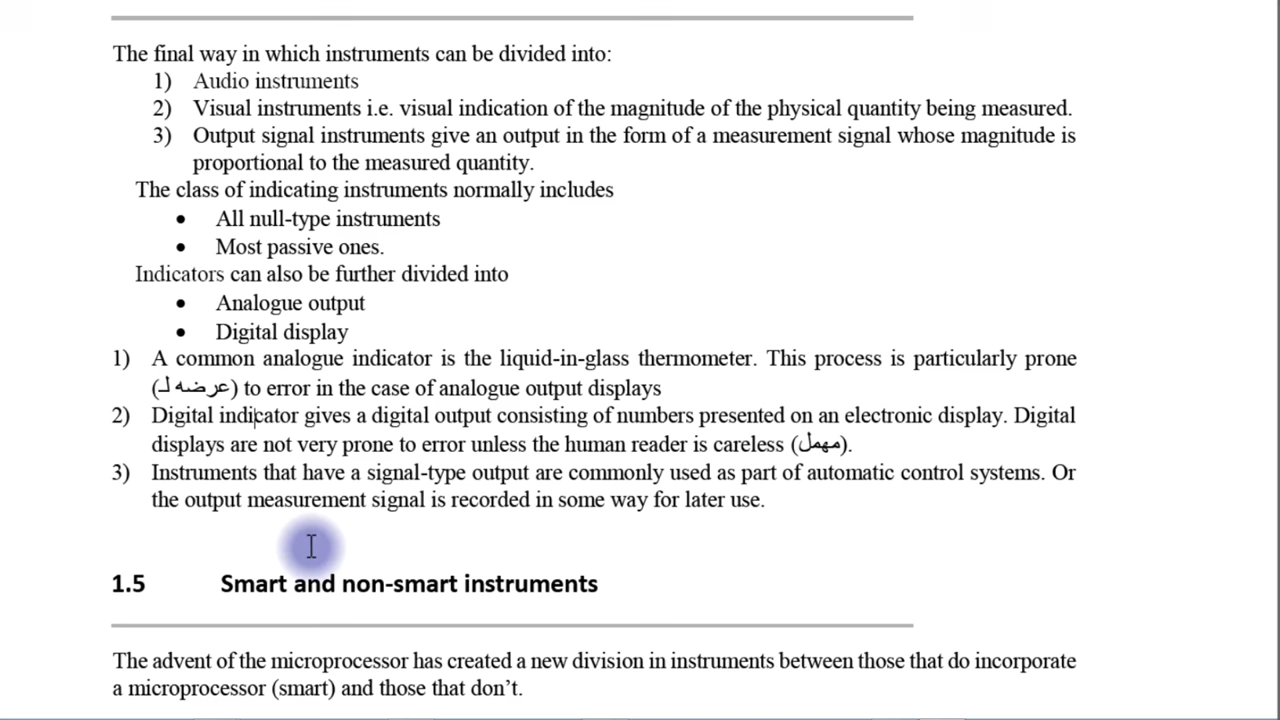 The final way in which instruments can be divided into:
1) Audio instruments
2) Visual instruments i.e. visual indication of the magnitude of the physical quantity being measured.
3) Output signal instruments give an output in the form of a measurement signal whose magnitude is
proportional to the measured quantity.
The class of indicating instruments normally includes
• All null-type instruments
• Most passive ones.
Indicators can also be further divided into
• Analogue output
• Digital display
1) A common analogue indicator is the liquid-in-glass thermometer. This process is particularly prone
(عرضه لـ) to error in the case of analogue output displays
2) Digital indicator gives a digital output consisting of numbers presented on an electronic display. Digital
displays are not very prone to error unless the human reader is careless (مهمل).
3) Instruments that have a signal-type output are commonly used as part of automatic control systems. Or
the output measurement signal is recorded in some way for later use.
1.5 Smart and non-smart instruments
The advent of the microprocessor has created a new division in instruments between those that do incorporate
a microprocessor (smart) and those that don’t.